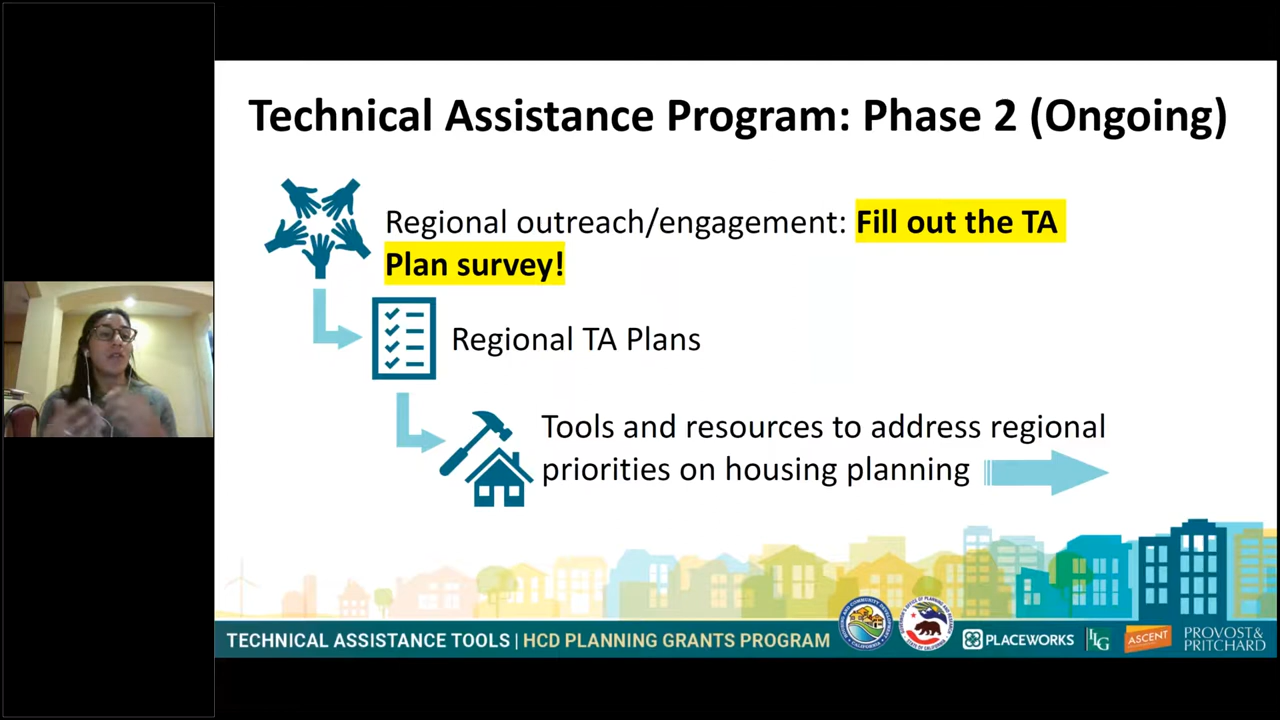 Technical Assistance Program: Phase 2 (Ongoing)
Regional outreach/engagement: Fill out the TA
Plan survey!
Regional TA Plans
Tools and resources to address regional
priorities on housing planning
TECHNICAL ASSISTANCE TOOLS | HCD PLANNING GRANTS PROGRAM
PLACEWORKS
ILG
ASCENT
PROVOST&
PRITCHARD